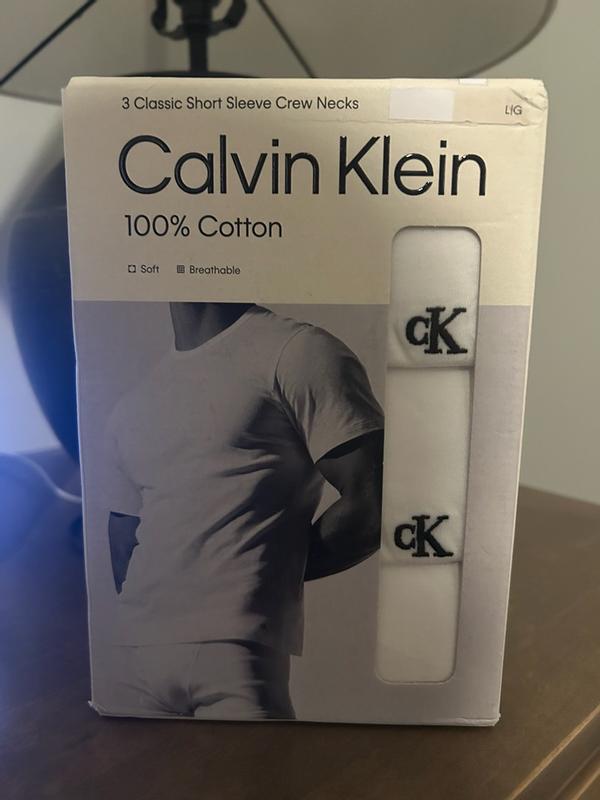 3 Classic Short Sleeve Crew Necks
L/G
Calvin Klein
100% Cotton
Soft Breathable
cK
cK